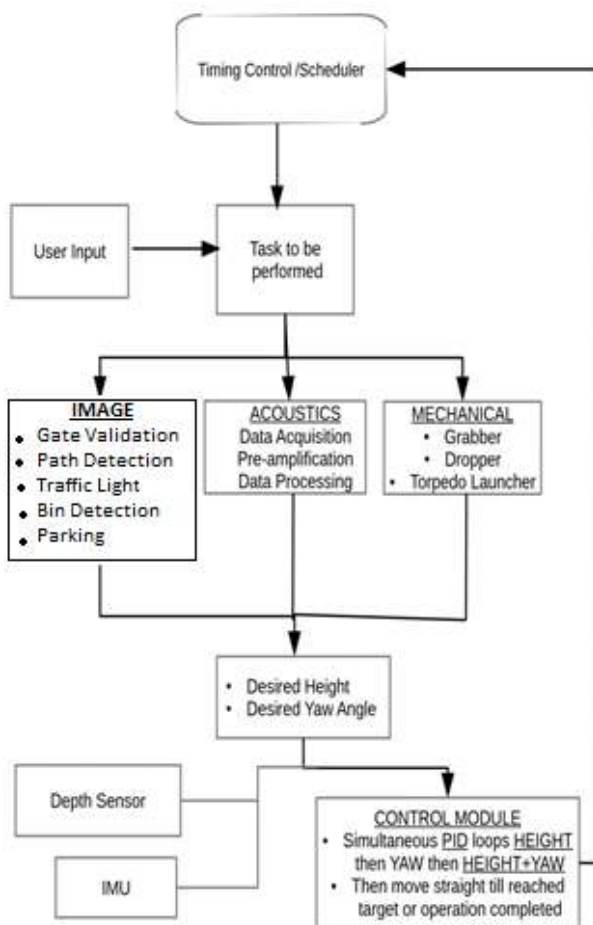 Timing Control /Scheduler
User Input
Task to be
performed
IMAGE
• Gate Validation
• Path Detection
• Traffic Light
• Bin Detection
• Parking
ACOUSTICS
Data Acquisition
Pre-amplification
Data Processing
MECHANICAL
• Grabber
• Dropper
• Torpedo Launcher
• Desired Height
• Desired Yaw Angle
Depth Sensor
IMU
CONTROL MODULE
• Simultaneous PID loops HEIGHT
then YAW then HEIGHT+YAW
• Then move straight till reached
target or operation completed